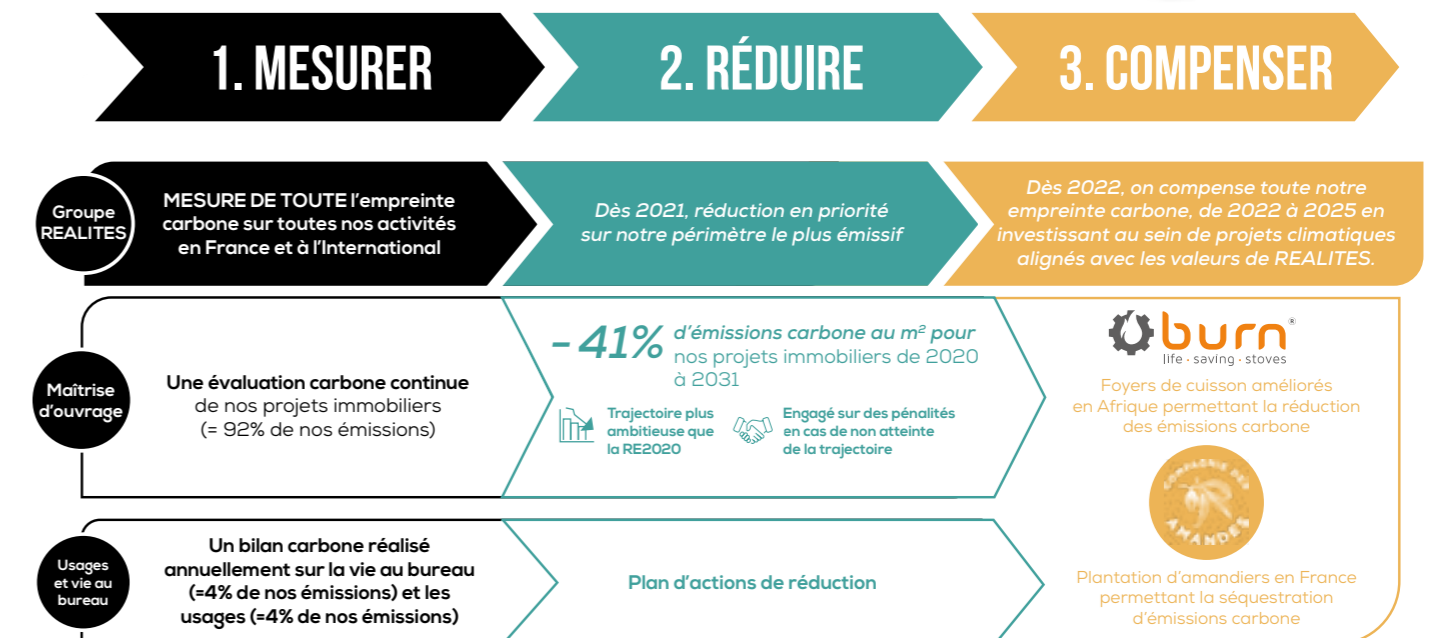 1. MESURER
2. RÉDUIRE
3. COMPENSER
Groupe
REALITES
MESURE DE TOUTE l'empreinte
carbone sur toutes nos activités
en France et à l'International
Dès 2021, réduction en priorité
sur notre périmètre le plus émissif
Dès 2022, on compense toute notre
empreinte carbone, de 2022 à 2025 en
investissant au sein de projets climatiques
alignés avec les valeurs de REALITES.
Maîtrise
d'ouvrage
Une évaluation carbone continue
de nos projets immobiliers
(= 92% de nos émissions)
- 41%
d'émissions carbone au m² pour
nos projets immobiliers de 2020
à 2031
Trajectoire plus
ambitieuse que
la RE2020
Engagé sur des pénalités
en cas de non atteinte
de la trajectoire
burn®
life · saving · stoves
Foyers de cuisson améliorés
en Afrique permettant la réduction
des émissions carbone
COMPAGNIE DES
AMANDES
Plantation d'amandiers en France
permettant la séquestration
d'émissions carbone
Usages
et vie au
bureau
Un bilan carbone réalisé
annuellement sur la vie au bureau
(=4% de nos émissions) et les
usages (=4% de nos émissions)
Plan d'actions de réduction